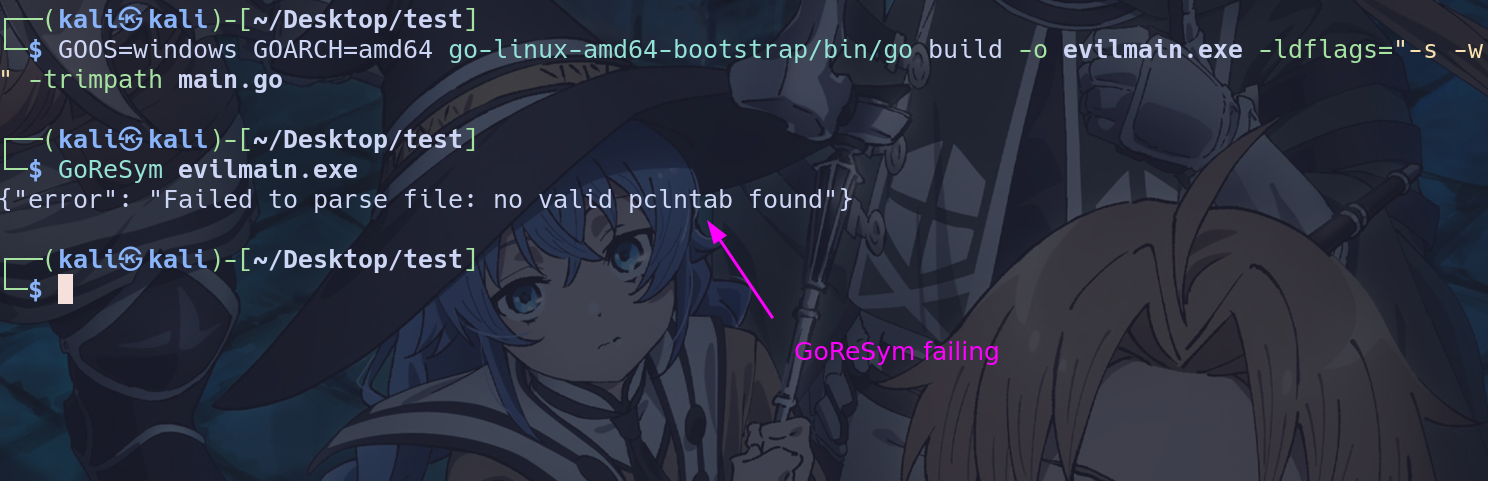 ┌──(kali㉿kali)-[~/Desktop/test]
└─$ GOOS=windows GOARCH=amd64 go-linux-amd64-bootstrap/bin/go build -o evilmain.exe -ldflags="-s -w
" -trimpath main.go
┌──(kali㉿kali)-[~/Desktop/test]
└─$ GoReSym evilmain.exe
{"error": "Failed to parse file: no valid pclntab found"}
┌──(kali㉿kali)-[~/Desktop/test]
└─$
GoReSym failing